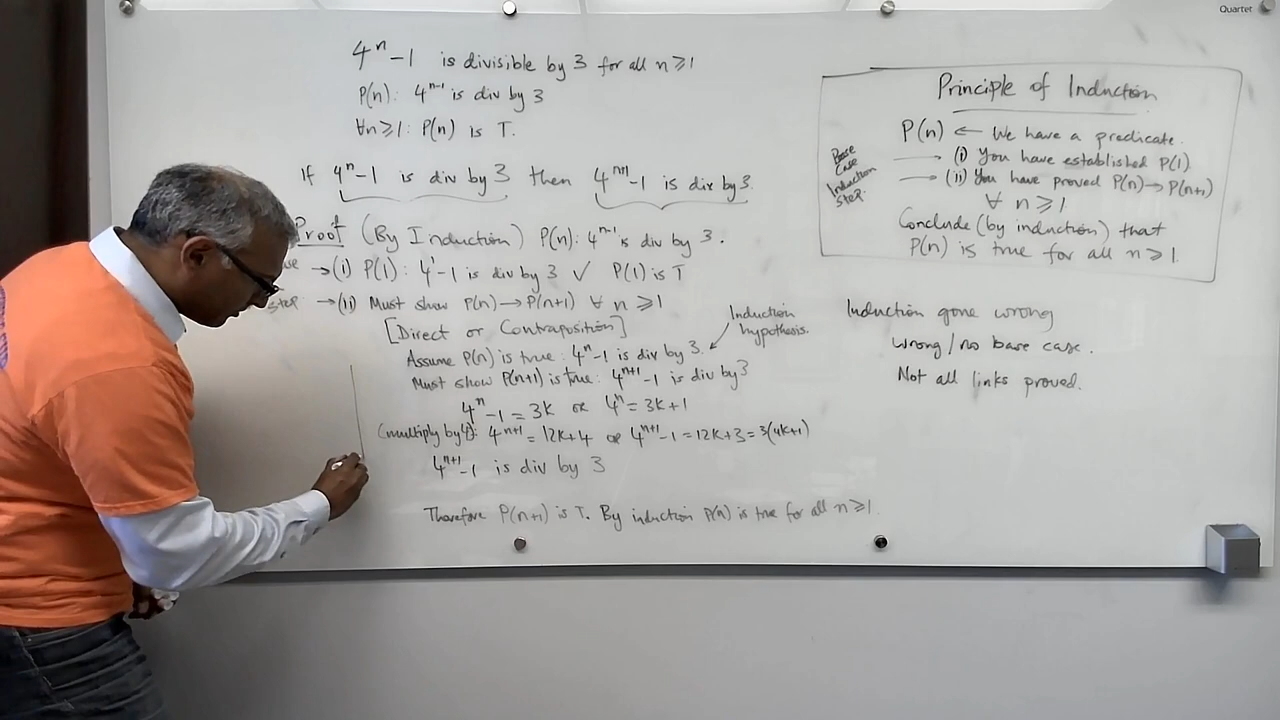 4ⁿ-1 is divisible by 3 for all n≥1
P(n): 4ⁿ⁻¹ is div by 3
∀n≥1: P(n) is T.
If 4ⁿ-1 is div by 3 then 4ⁿ⁺¹-1 is div by 3.
Proof (By Induction) P(n): 4ⁿ⁻¹ is div by 3.
→(i) P(1): 4¹-1 is div by 3 ✓ P(1) is T
step →(ii) Must show P(n)→P(n+1) ∀ n≥1
[Direct or Contraposition]
Induction hypothesis.
Assume P(n) is true: 4ⁿ-1 is div by 3.
Must show P(n+1) is true: 4ⁿ⁺¹-1 is div by 3
4ⁿ-1=3k or 4ⁿ=3k+1
(multiply by 4): 4ⁿ⁺¹=12k+4 or 4ⁿ⁺¹-1=12k+3=3(4k+1)
4ⁿ⁺¹-1 is div by 3
Therefore P(n+1) is T. By induction P(n) is true for all n≥1.
Principle of Induction
P(n) ← We have a predicate.
Base Case → (i) You have established P(1)
Induction Step. → (ii) You have proved P(n)→P(n+1)
∀ n≥1
Conclude (by induction) that
P(n) is true for all n≥1.
Induction gone wrong
Wrong/no base case.
Not all links proved.
Quartet